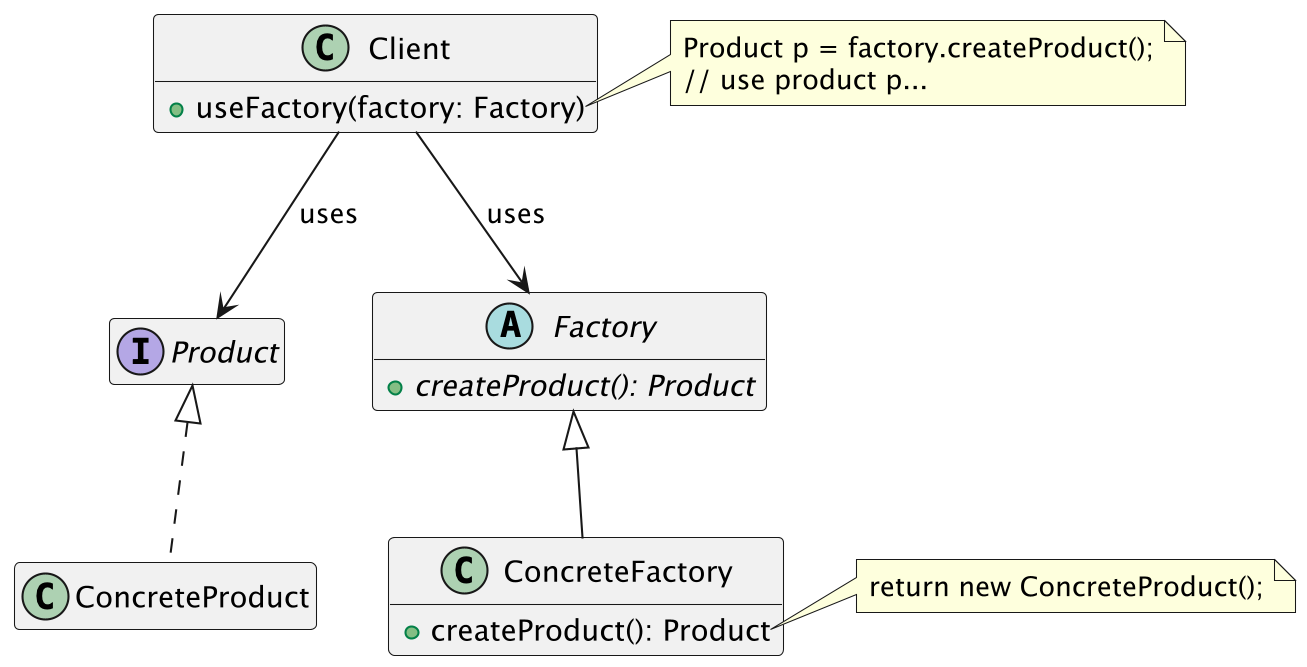 C Client
useFactory(factory: Factory)
Product p = factory.createProduct();
// use product p...
uses
uses
I Product
A Factory
createProduct(): Product
C ConcreteProduct
C ConcreteFactory
createProduct(): Product
return new ConcreteProduct();